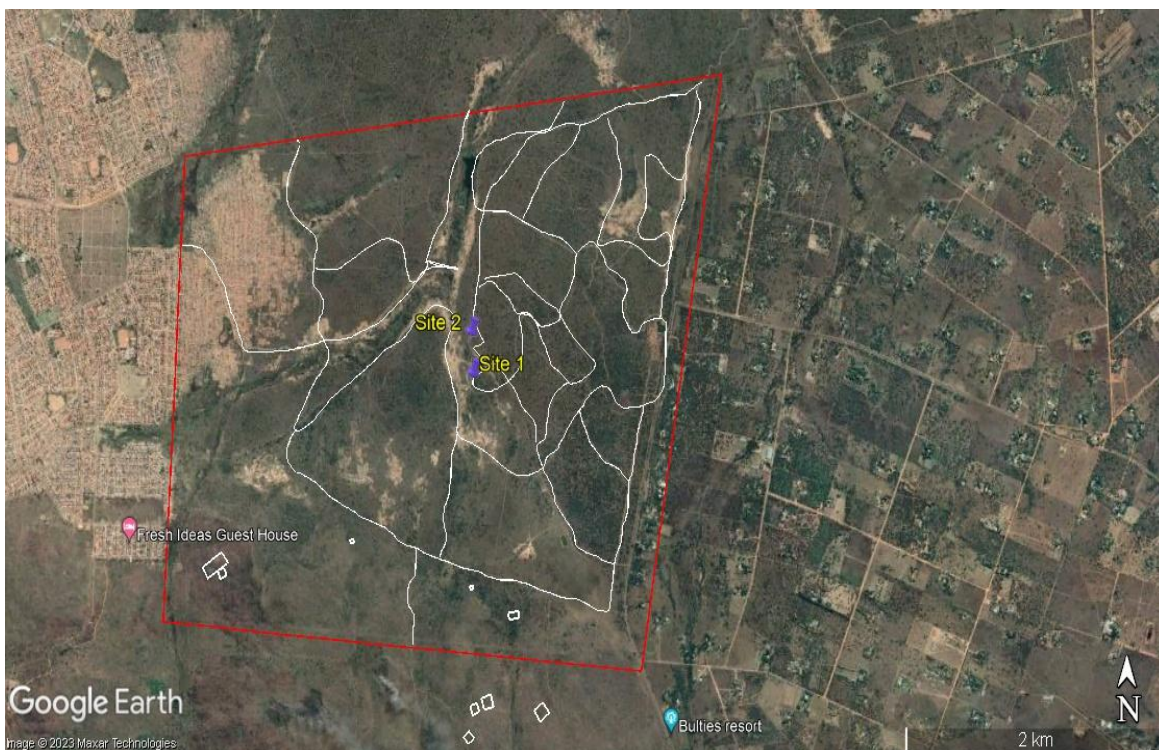 Site 2
Site 1
Fresh Ideas Guest House
Bulties resort
Google Earth
N
Image © 2023 Maxar Technologies
2 km